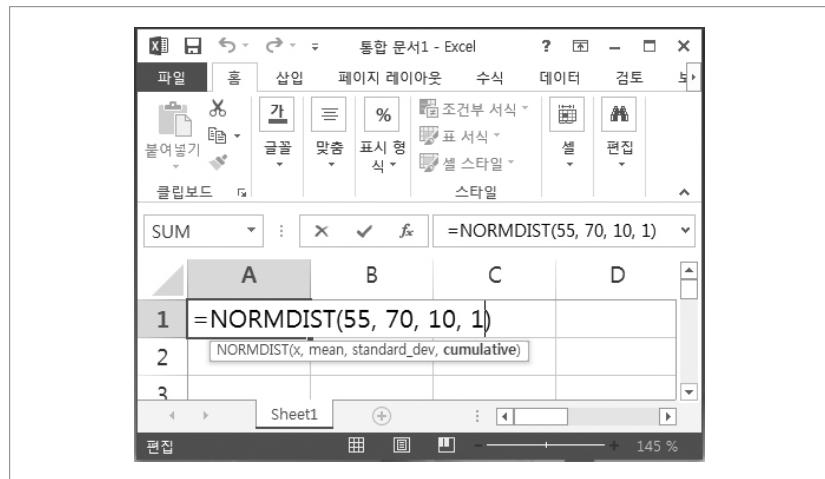 통합 문서1 - Excel
파일 홈 삽입 페이지 레이아웃 수식 데이터 검토
붙여넣기
클립보드
가
글꼴
맞춤
%
표시 형식
조건부 서식
표 서식
셀 스타일
스타일
셀
편집
SUM
fx
=NORMDIST(55, 70, 10, 1)
A B C D
1 =NORMDIST(55, 70, 10, 1)
NORMDIST(x, mean, standard_dev, cumulative)
2
3
Sheet1
편집
145 %